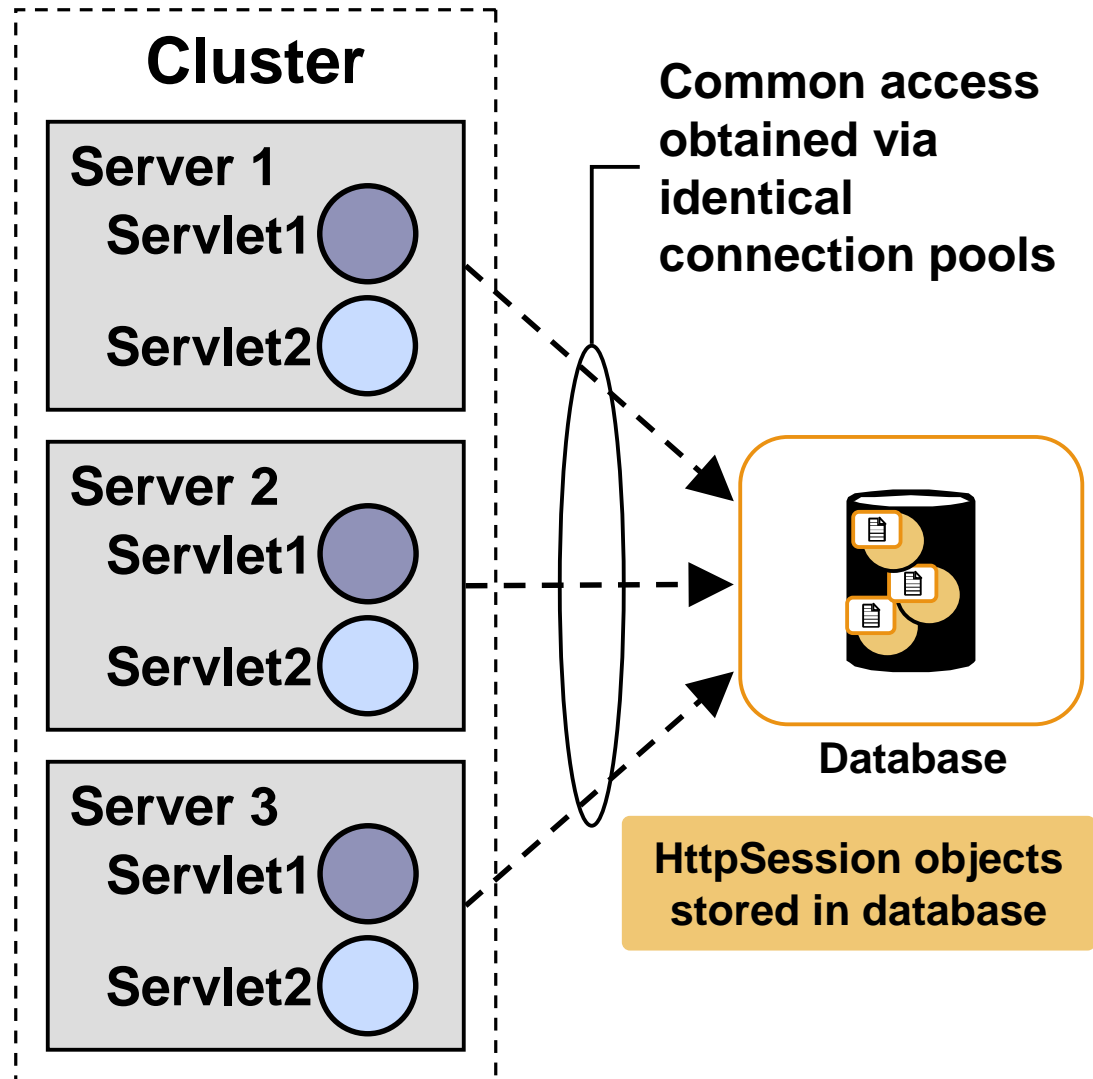 Cluster
Server 1
Servlet1
Servlet2
Server 2
Servlet1
Servlet2
Server 3
Servlet1
Servlet2
Common access
obtained via
identical
connection pools
Database
HttpSession objects
stored in database